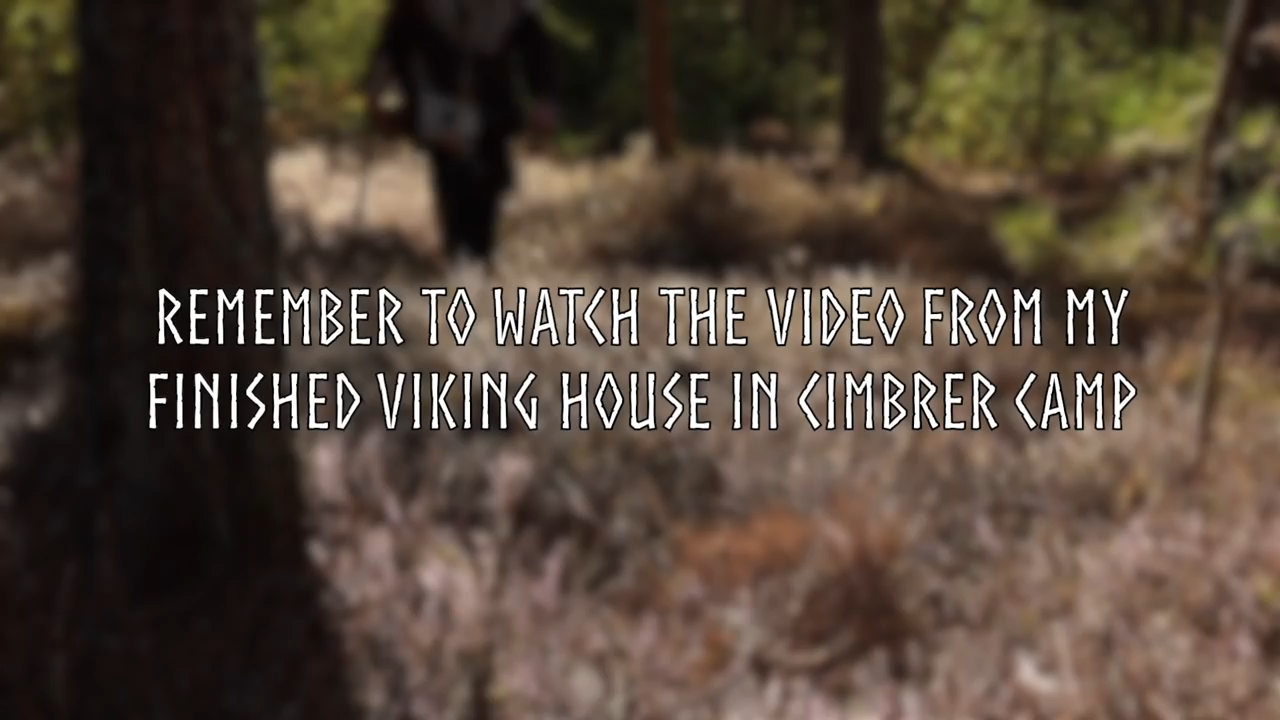 REMEMBER TO WATCH THE VIDEO FROM MY
FINISHED VIKING HOUSE IN CIMBRER CAMP